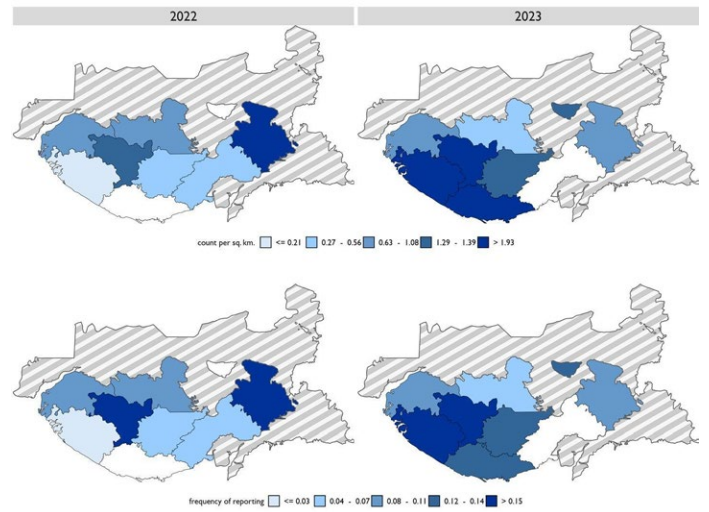 2022 2023
count per sq. km. <= 0.21 0.27 - 0.56 0.63 - 1.08 1.29 - 1.39 > 1.93
frequency of reporting <= 0.03 0.04 - 0.07 0.08 - 0.11 0.12 - 0.14 > 0.15